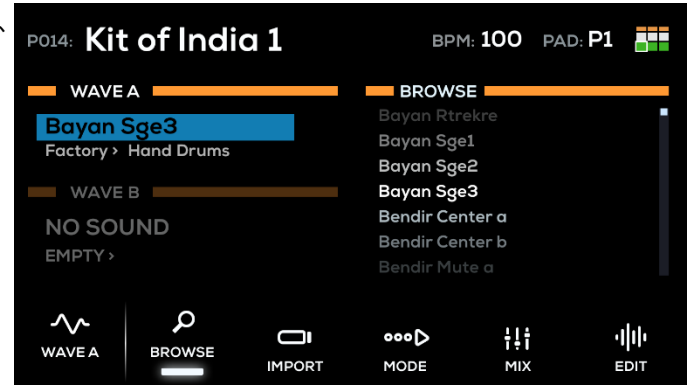 P014: Kit of India 1
BPM: 100 PAD: P1
WAVE A
Bayan Sge3
Factory › Hand Drums
WAVE B
NO SOUND
EMPTY ›
BROWSE
Bayan Rtrekre
Bayan Sge1
Bayan Sge2
Bayan Sge3
Bendir Center a
Bendir Center b
Bendir Mute a
WAVE A
BROWSE
IMPORT
MODE
MIX
EDIT